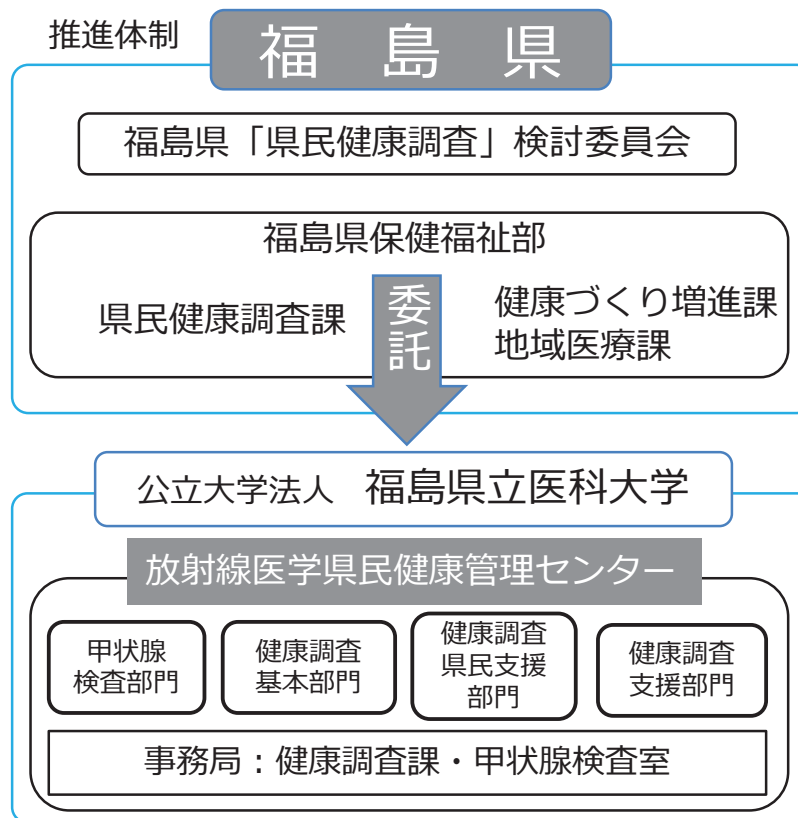 推進体制
福島県
福島県「県民健康調査」検討委員会
福島県保健福祉部
県民健康調査課
委託
健康づくり増進課
地域医療課
公立大学法人 福島県立医科大学
放射線医学県民健康管理センター
甲状腺
検査部門
健康調査
基本部門
健康調査
県民支援
部門
健康調査
支援部門
事務局：健康調査課・甲状腺検査室